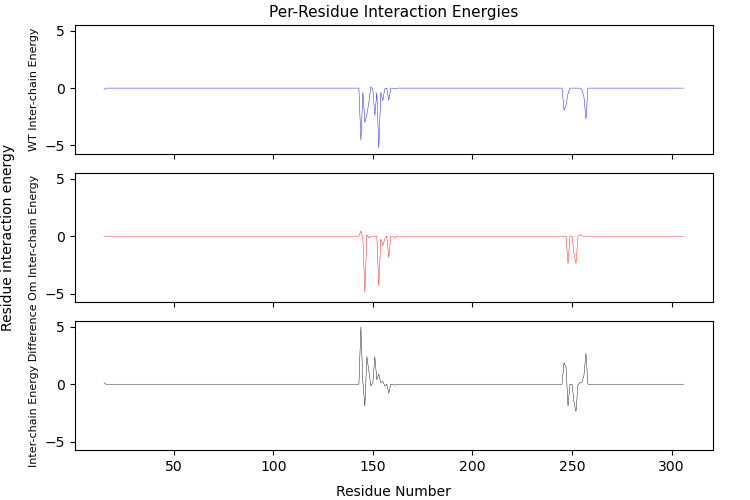 Per-Residue Interaction Energies
WT Inter-chain Energy
5
0
−5
Residue interaction energy
Om Inter-chain Energy
5
0
−5
Inter-chain Energy Difference
5
0
−5
50
100
150
200
250
300
Residue Number